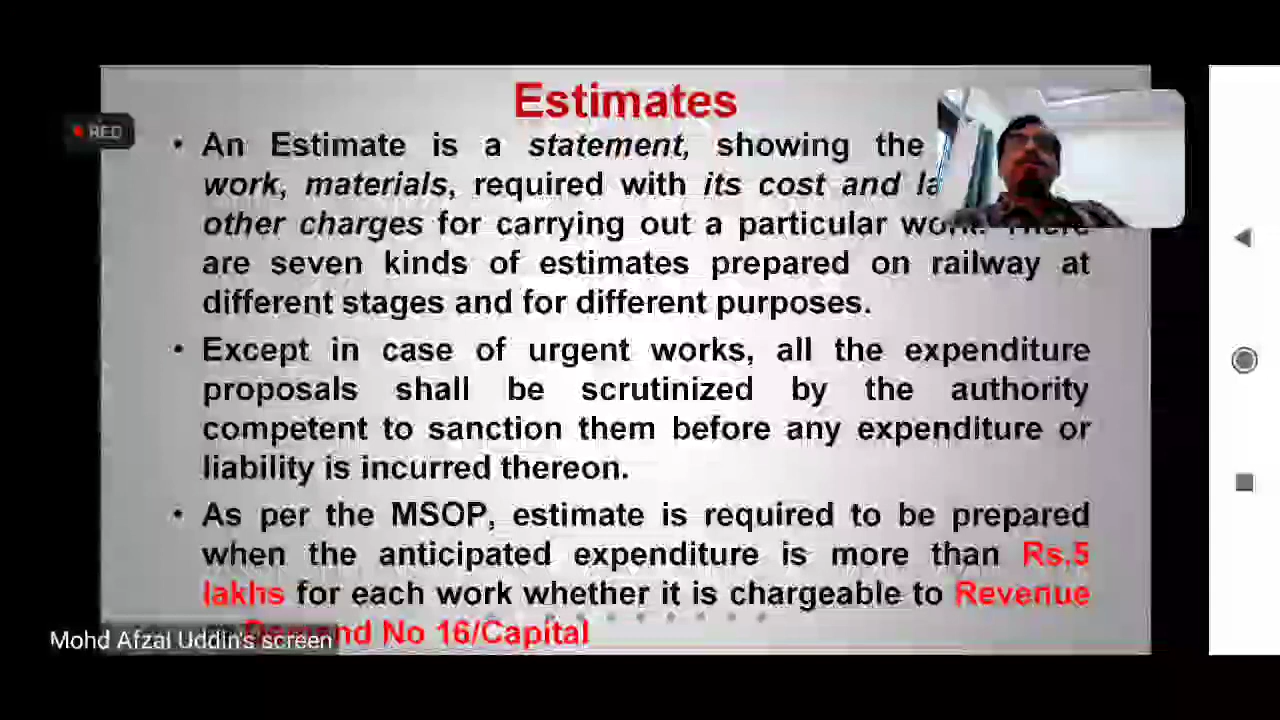 Estimates
REC
• An Estimate is a statement, showing the
work, materials, required with its cost and
other charges for carrying out a particular work. There
are seven kinds of estimates prepared on railway at
different stages and for different purposes.
• Except in case of urgent works, all the expenditure
proposals shall be scrutinized by the authority
competent to sanction them before any expenditure or
liability is incurred thereon.
• As per the MSOP, estimate is required to be prepared
when the anticipated expenditure is more than Rs.5
lakhs for each work whether it is chargeable to Revenue
Demand No 16/Capital
Mohd Afzal Uddin's screen